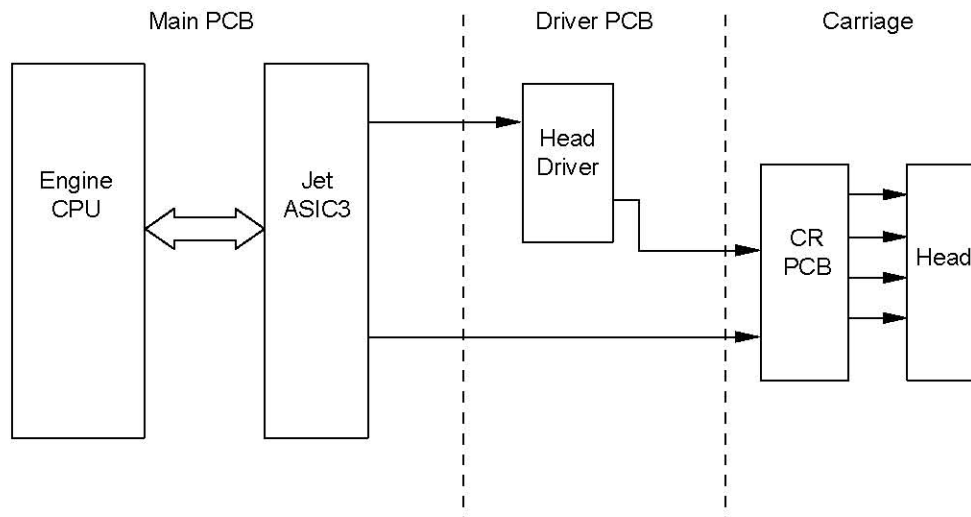 Main PCB
Driver PCB
Carriage
Engine
CPU
Jet
ASIC3
Head
Driver
CR
PCB
Head